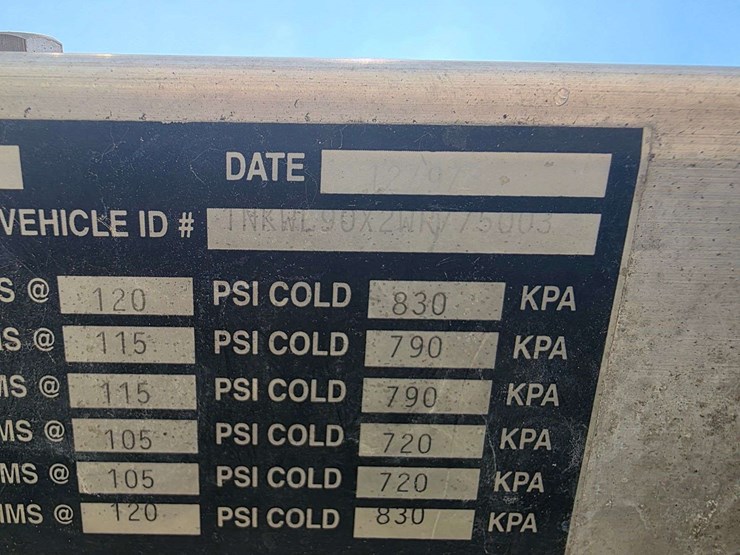 DATE
VEHICLE ID #
S @ 120 PSI COLD 830 KPA
IS @ 115 PSI COLD 790 KPA
MS @ 115 PSI COLD 790 KPA
MS @ 105 PSI COLD 720 KPA
MS @ 105 PSI COLD 720 KPA
MS @ 120 PSI COLD 830 KPA